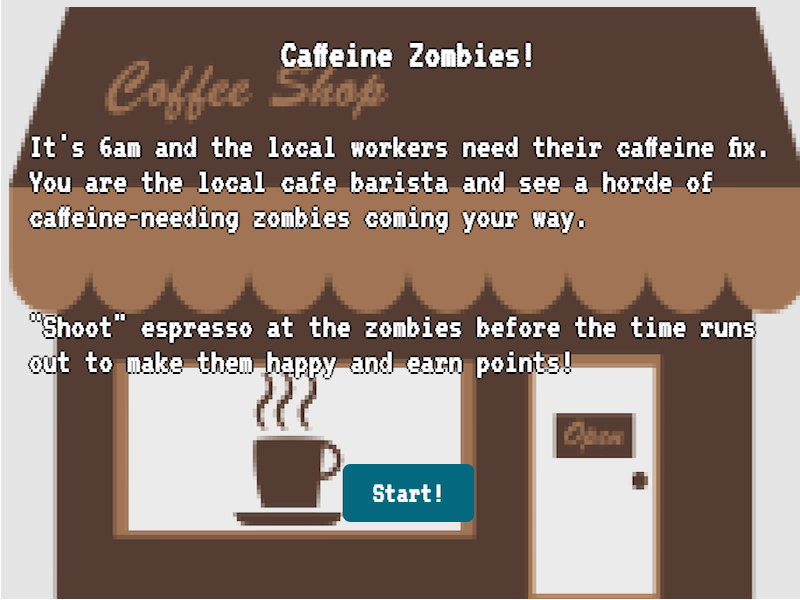 Caffeine Zombies!
Coffee Shop
It's 6am and the local workers need their caffeine fix.
You are the local cafe barista and see a horde of
caffeine-needing zombies coming your way.
"Shoot" espresso at the zombies before the time runs
out to make them happy and earn points!
Open
Start!